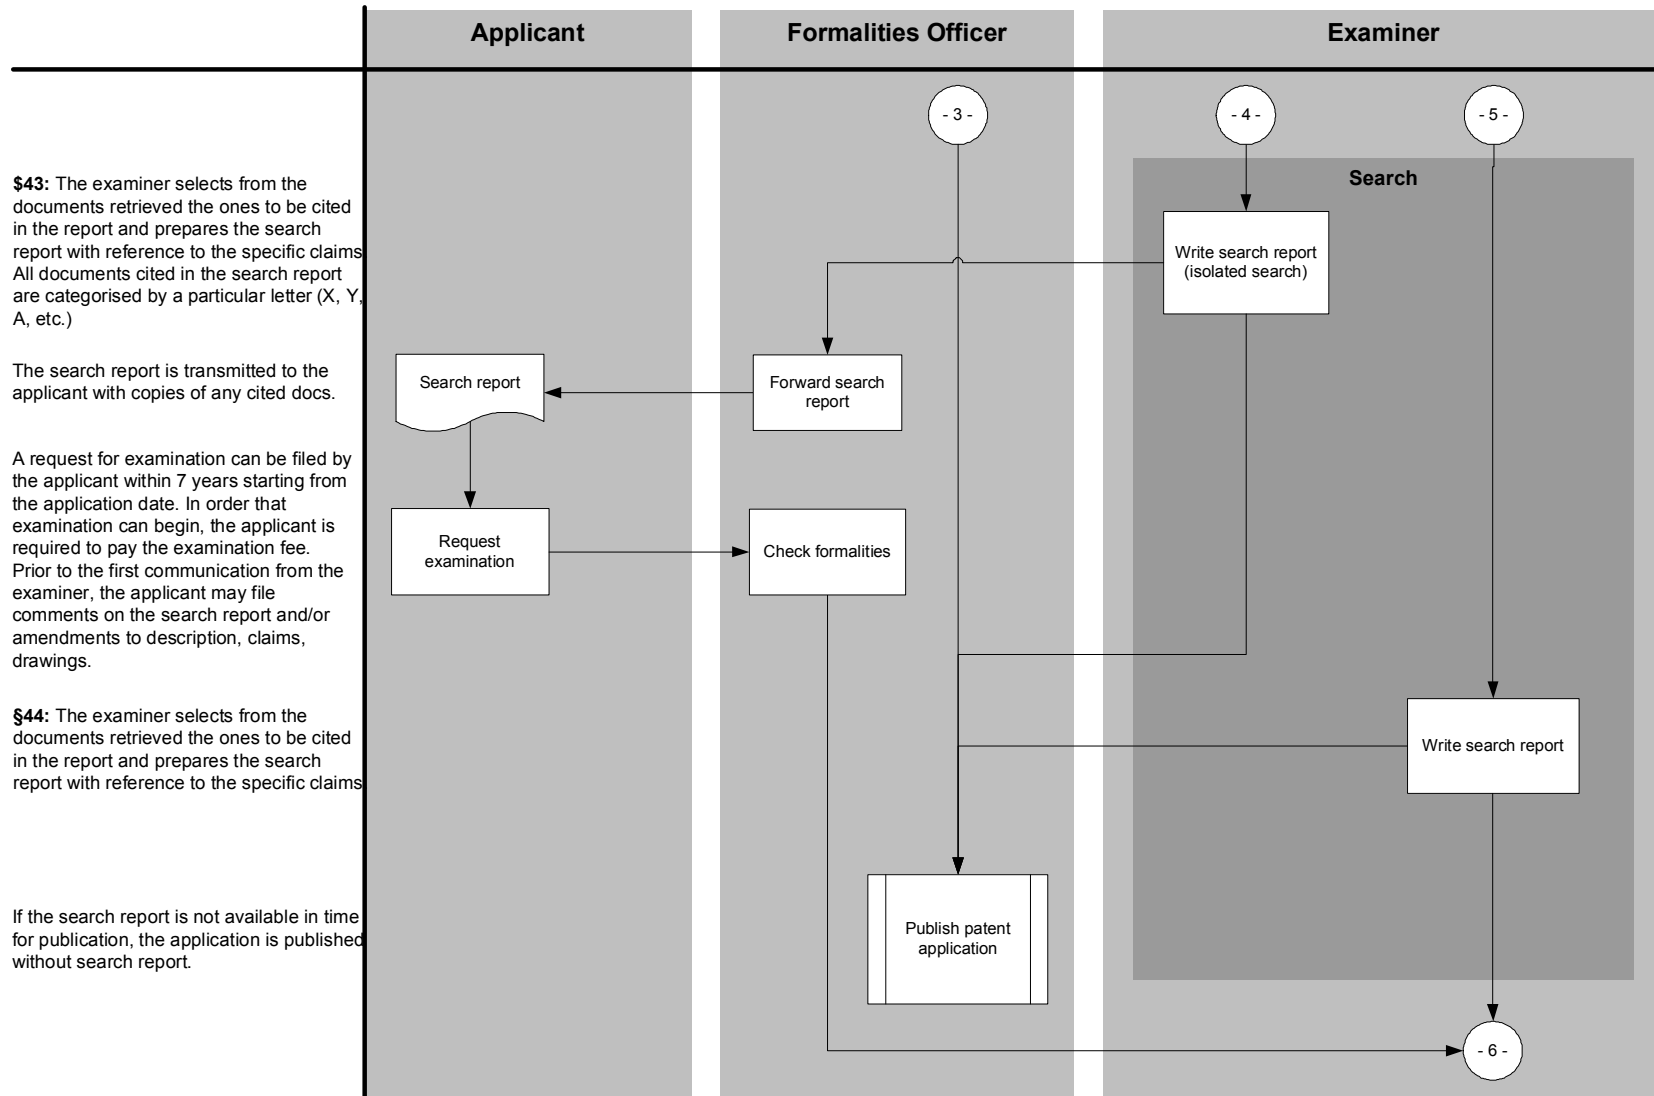 Applicant
Formalities Officer
Examiner
- 3 -
- 4 -
- 5 -
$43: The examiner selects from the
documents retrieved the ones to be cited
in the report and prepares the search
report with reference to the specific claims
All documents cited in the search report
are categorised by a particular letter (X, Y,
A, etc.)
Search
Write search report
(isolated search)
The search report is transmitted to the
applicant with copies of any cited docs.
Search report
Forward search
report
A request for examination can be filed by
the applicant within 7 years starting from
the application date. In order that
examination can begin, the applicant is
required to pay the examination fee.
Prior to the first communication from the
examiner, the applicant may file
comments on the search report and/or
amendments to description, claims,
drawings.
Request
examination
Check formalities
§44: The examiner selects from the
documents retrieved the ones to be cited
in the report and prepares the search
report with reference to the specific claims
Write search report
If the search report is not available in time
for publication, the application is published
without search report.
Publish patent
application
- 6 -